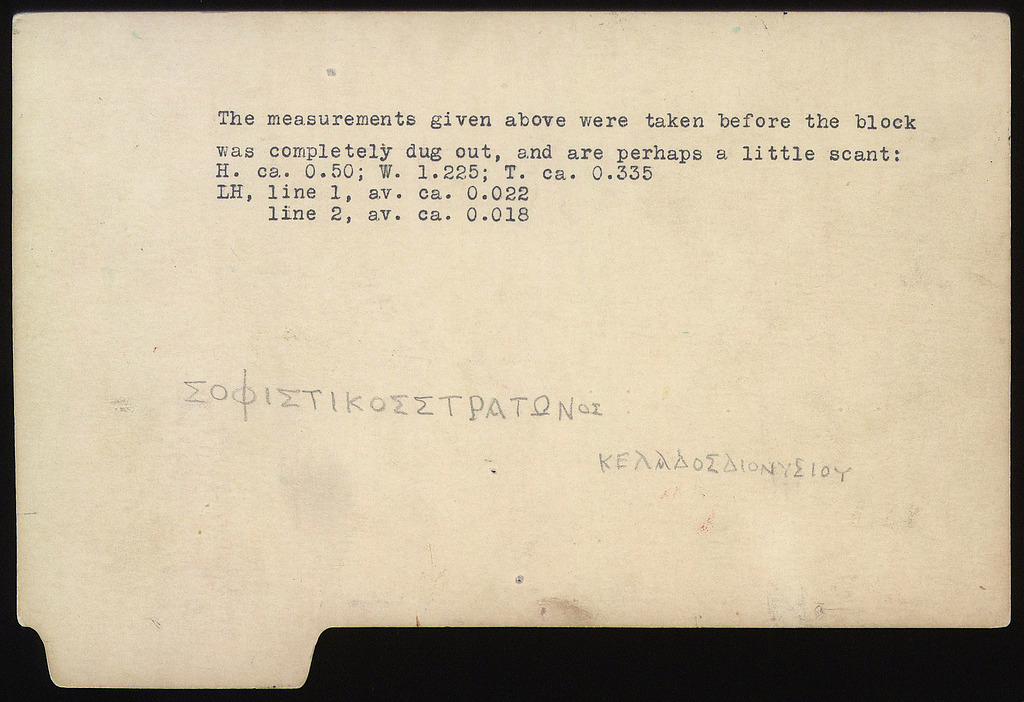 The measurements given above were taken before the block
was completely dug out, and are perhaps a little scant:
H. ca. 0.50; W. 1.225; T. ca. 0.335
LH, line 1, av. ca. 0.022
line 2, av. ca. 0.018
ΣΟΦΙΣΤΙΚΟΣΣΤΡΑΤΩΝΟΣ
ΚΕΛΑΔΟΣΔΙΟΝΥΣΙΟΥ